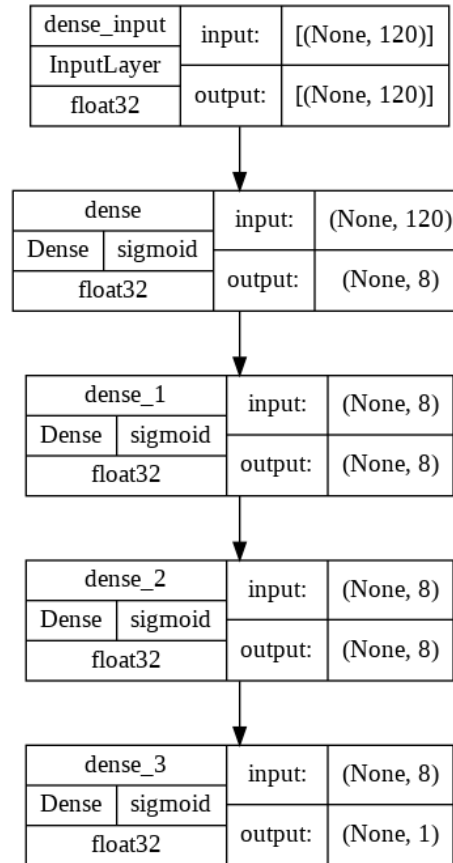 dense_input
InputLayer
float32
input:
[(None, 120)]
output:
[(None, 120)]
dense
Dense
sigmoid
float32
input:
(None, 120)
output:
(None, 8)
dense_1
Dense
sigmoid
float32
input:
(None, 8)
output:
(None, 8)
dense_2
Dense
sigmoid
float32
input:
(None, 8)
output:
(None, 8)
dense_3
Dense
sigmoid
float32
input:
(None, 8)
output:
(None, 1)